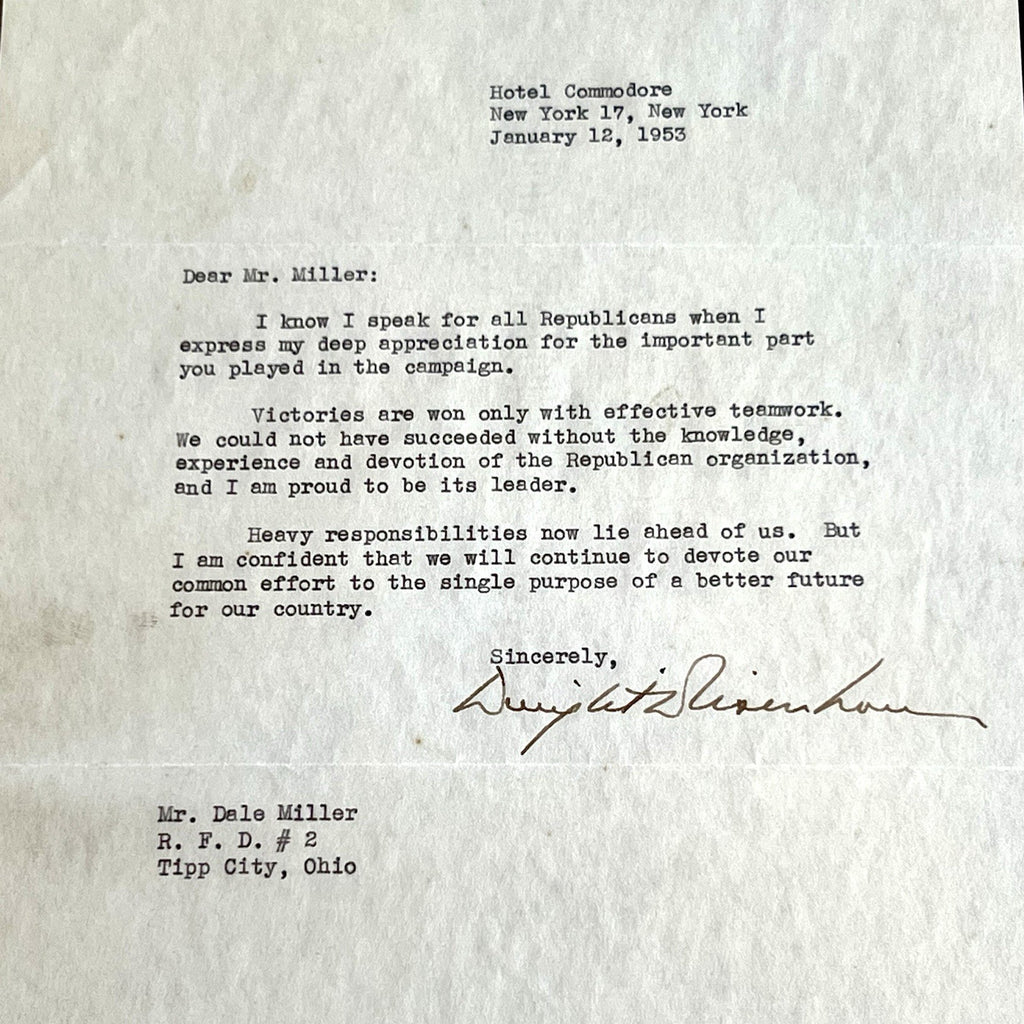 Hotel Commodore
New York 17, New York
January 12, 1953
Dear Mr. Miller:
I know I speak for all Republicans when I
express my deep appreciation for the important part
you played in the campaign.
Victories are won only with effective teamwork.
We could not have succeeded without the knowledge,
experience and devotion of the Republican organization,
and I am proud to be its leader.
Heavy responsibilities now lie ahead of us. But
I am confident that we will continue to devote our
common effort to the single purpose of a better future
for our country.
Sincerely,
Dwight D Eisenhower
Mr. Dale Miller
R. F. D. # 2
Tipp City, Ohio